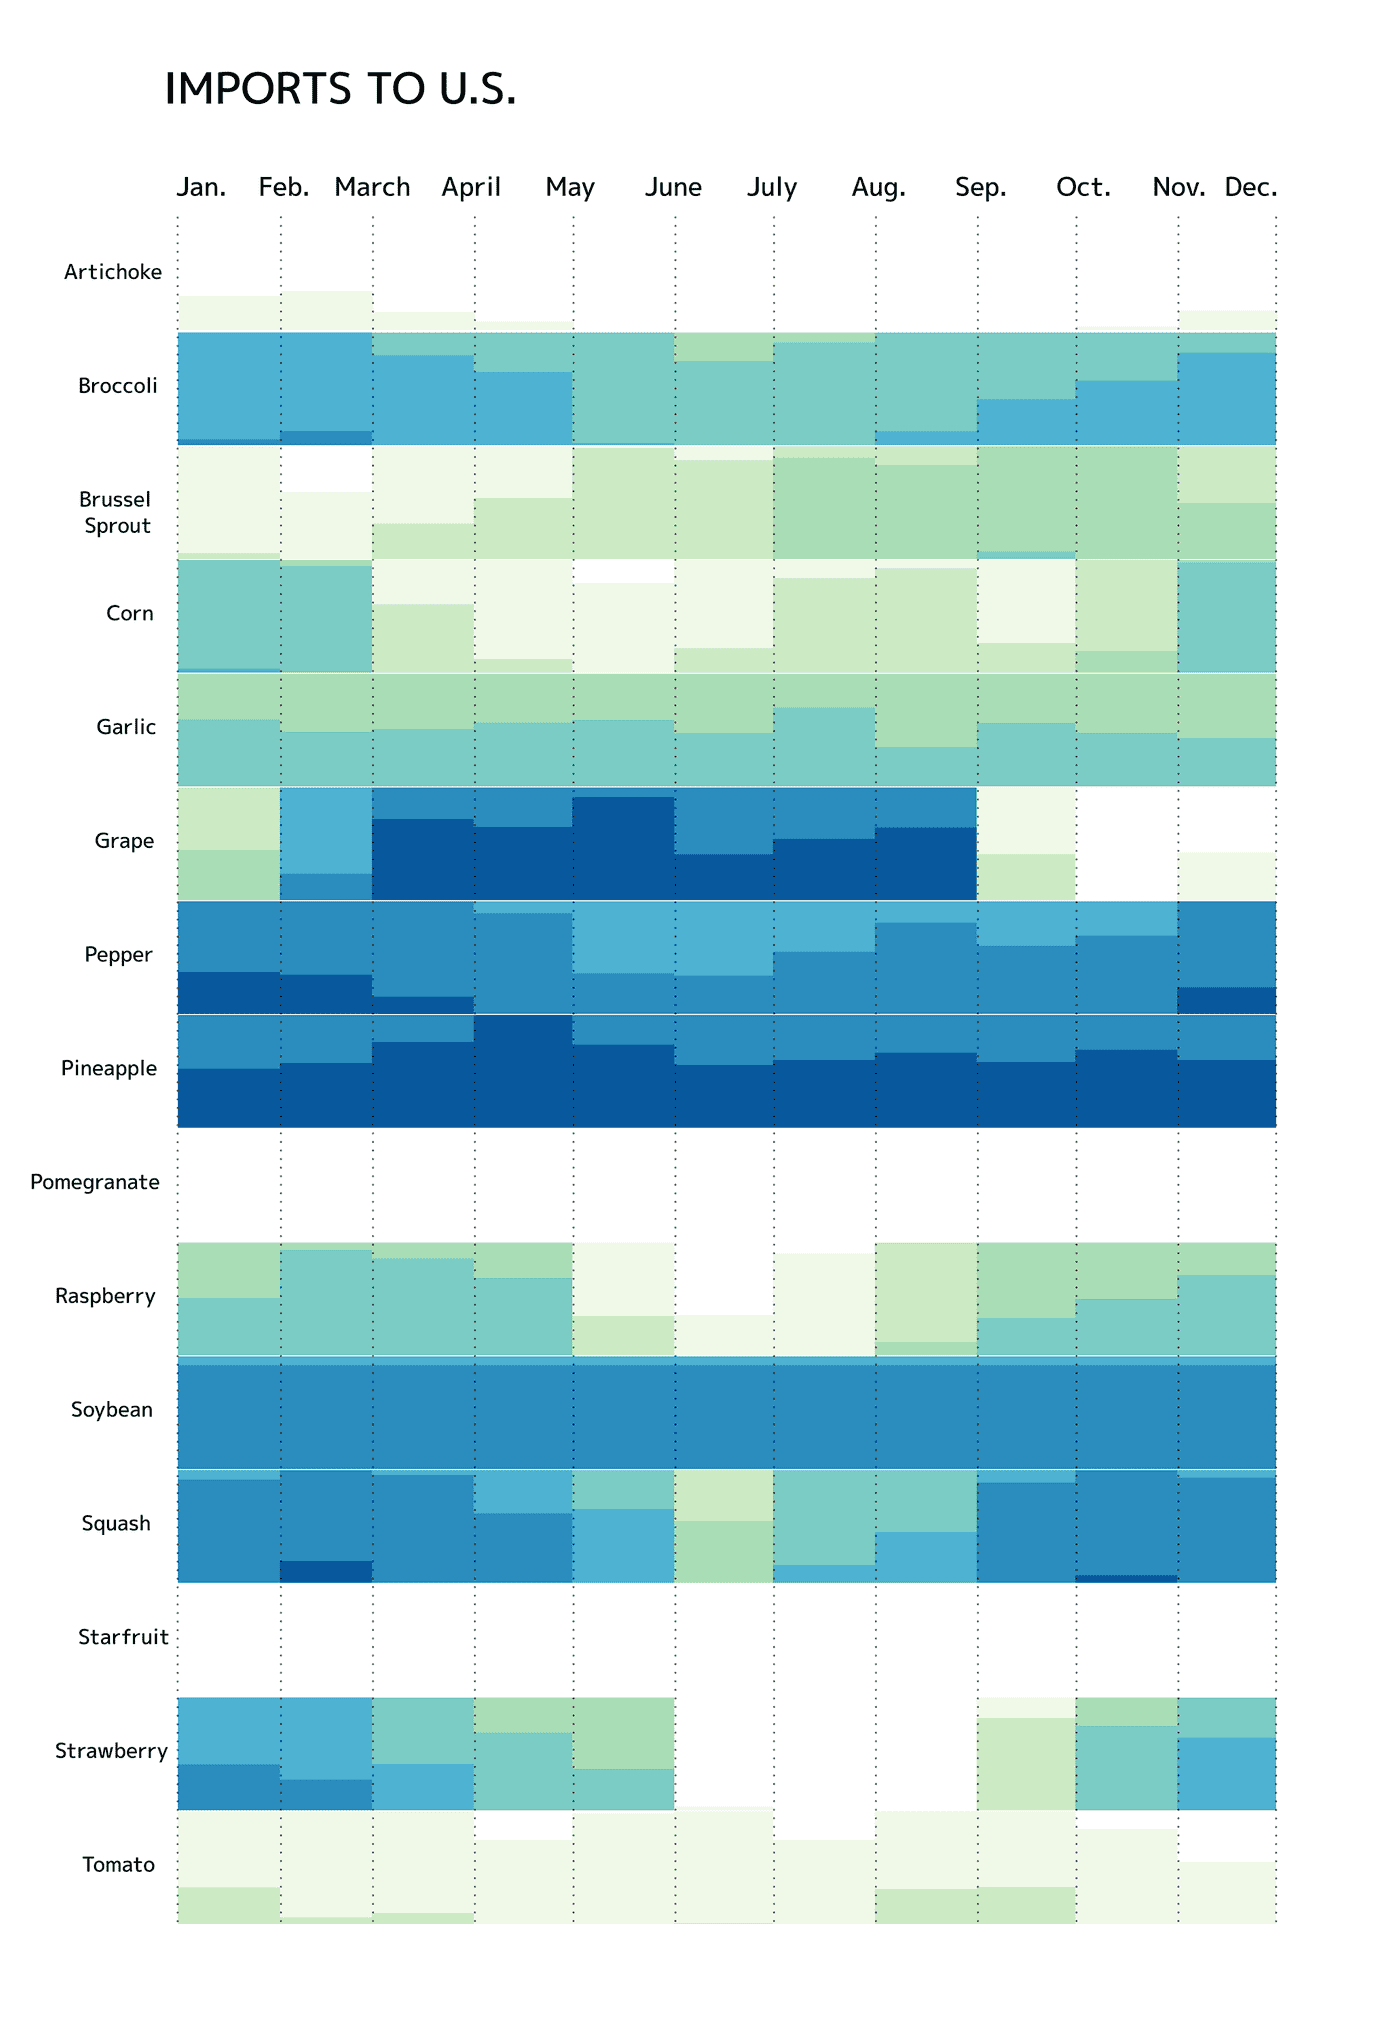 IMPORTS TO U.S.
Jan. Feb. March April May June July Aug. Sep. Oct. Nov. Dec.
Artichoke
Broccoli
Brussel
Sprout
Corn
Garlic
Grape
Pepper
Pineapple
Pomegranate
Raspberry
Soybean
Squash
Starfruit
Strawberry
Tomato